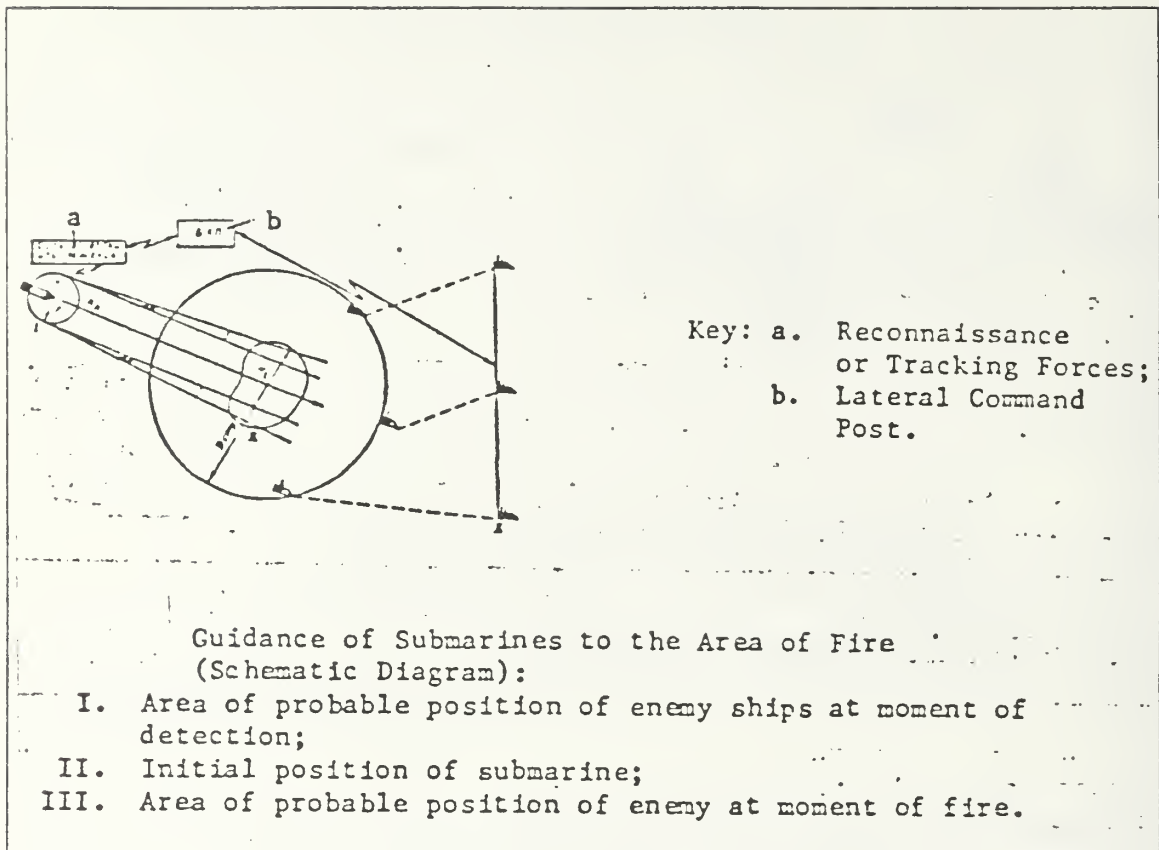 a
b
Key: a. Reconnaissance
or Tracking Forces;
b. Lateral Command
Post.
Guidance of Submarines to the Area of Fire
(Schematic Diagram):
I. Area of probable position of enemy ships at moment of
detection;
II. Initial position of submarine;
III. Area of probable position of enemy at moment of fire.